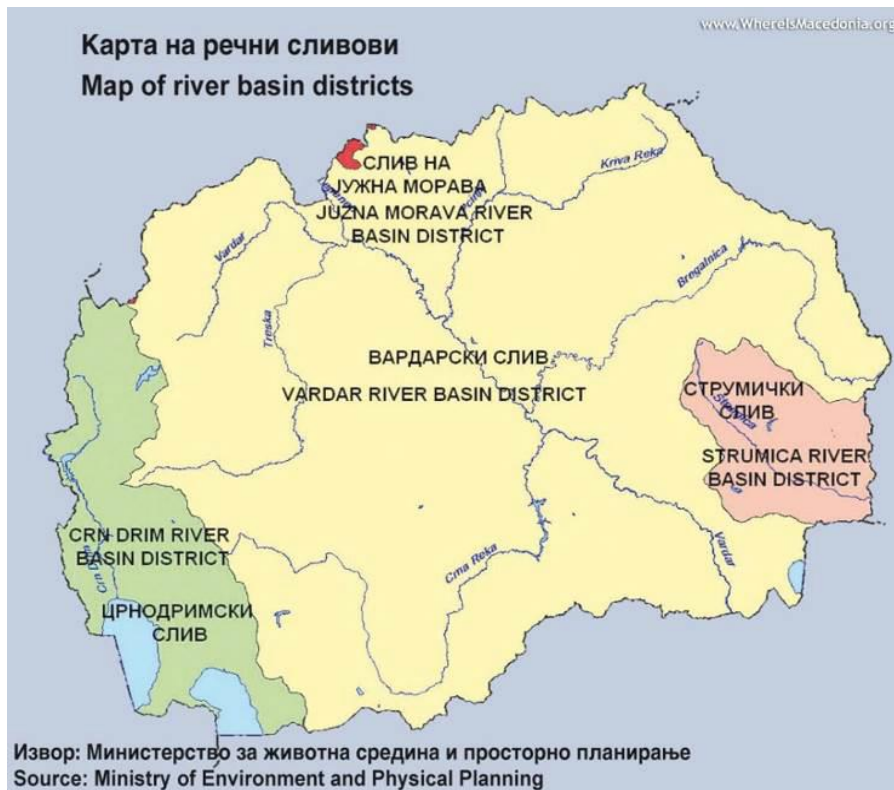 www.WhereIsMacedonia.org
Карта на речни сливови
Map of river basin districts
СЛИВ НА
ЈУЖНА МОРАВА
JUZNA MORAVA RIVER
BASIN DISTRICT
Kriva Reka
Vardar
Bregalnica
Treska
ВАРДАРСКИ СЛИВ
VARDAR RIVER BASIN DISTRICT
СТРУМИЧКИ
СЛИВ
Strumica
STRUMICA RIVER
BASIN DISTRICT
CRN DRIM RIVER
BASIN DISTRICT
Crn Drim
Crna Reka
Vardar
ЦРНОДРИМСКИ
СЛИВ
Извор: Министерство за животна средина и просторно планирање
Source: Ministry of Environment and Physical Planning